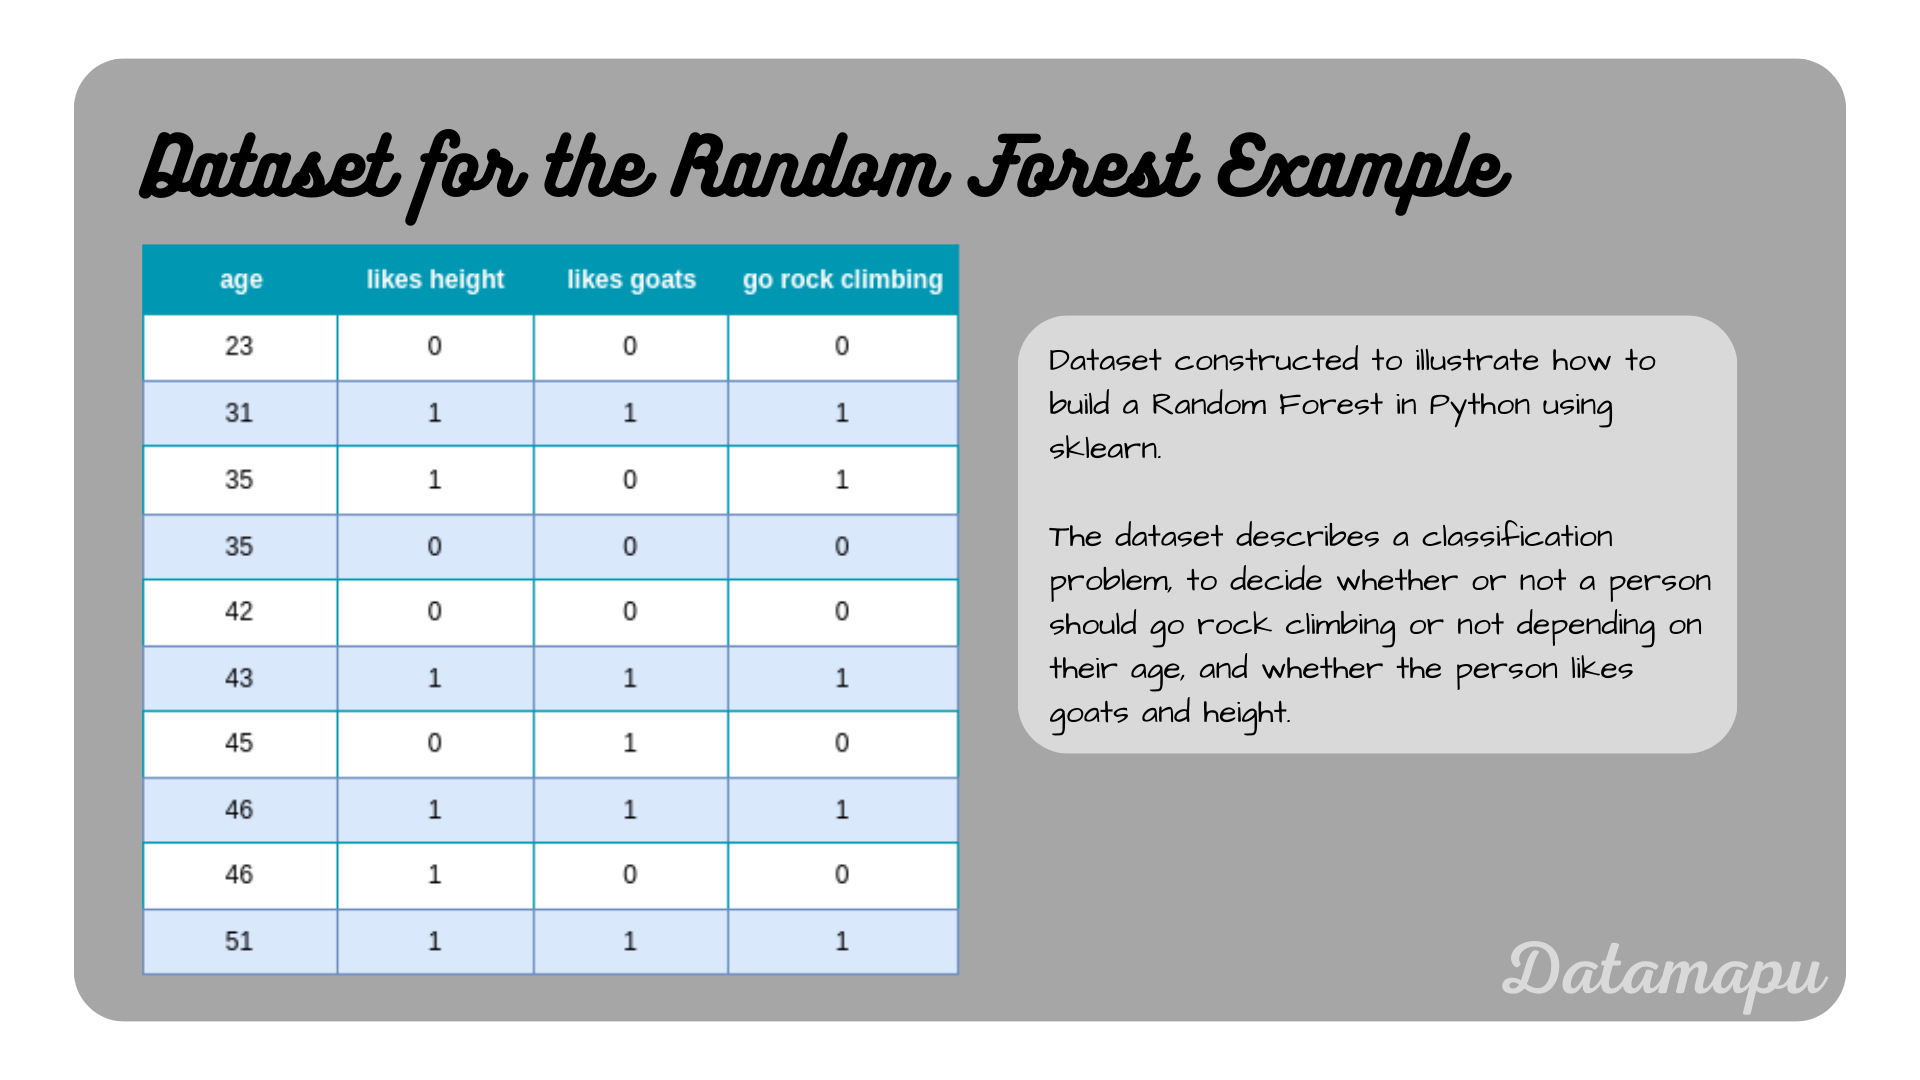 Dataset for the Random Forest Example
age likes height likes goats go rock climbing
23 0 0 0
31 1 1 1
35 1 0 1
35 0 0 0
42 0 0 0
43 1 1 1
45 0 1 0
46 1 1 1
46 1 0 0
51 1 1 1
Dataset constructed to illustrate how to
build a Random Forest in Python using
sklearn.
The dataset describes a classification
problem, to decide whether or not a person
should go rock climbing or not depending on
their age, and whether the person likes
goats and height.
Datamapu